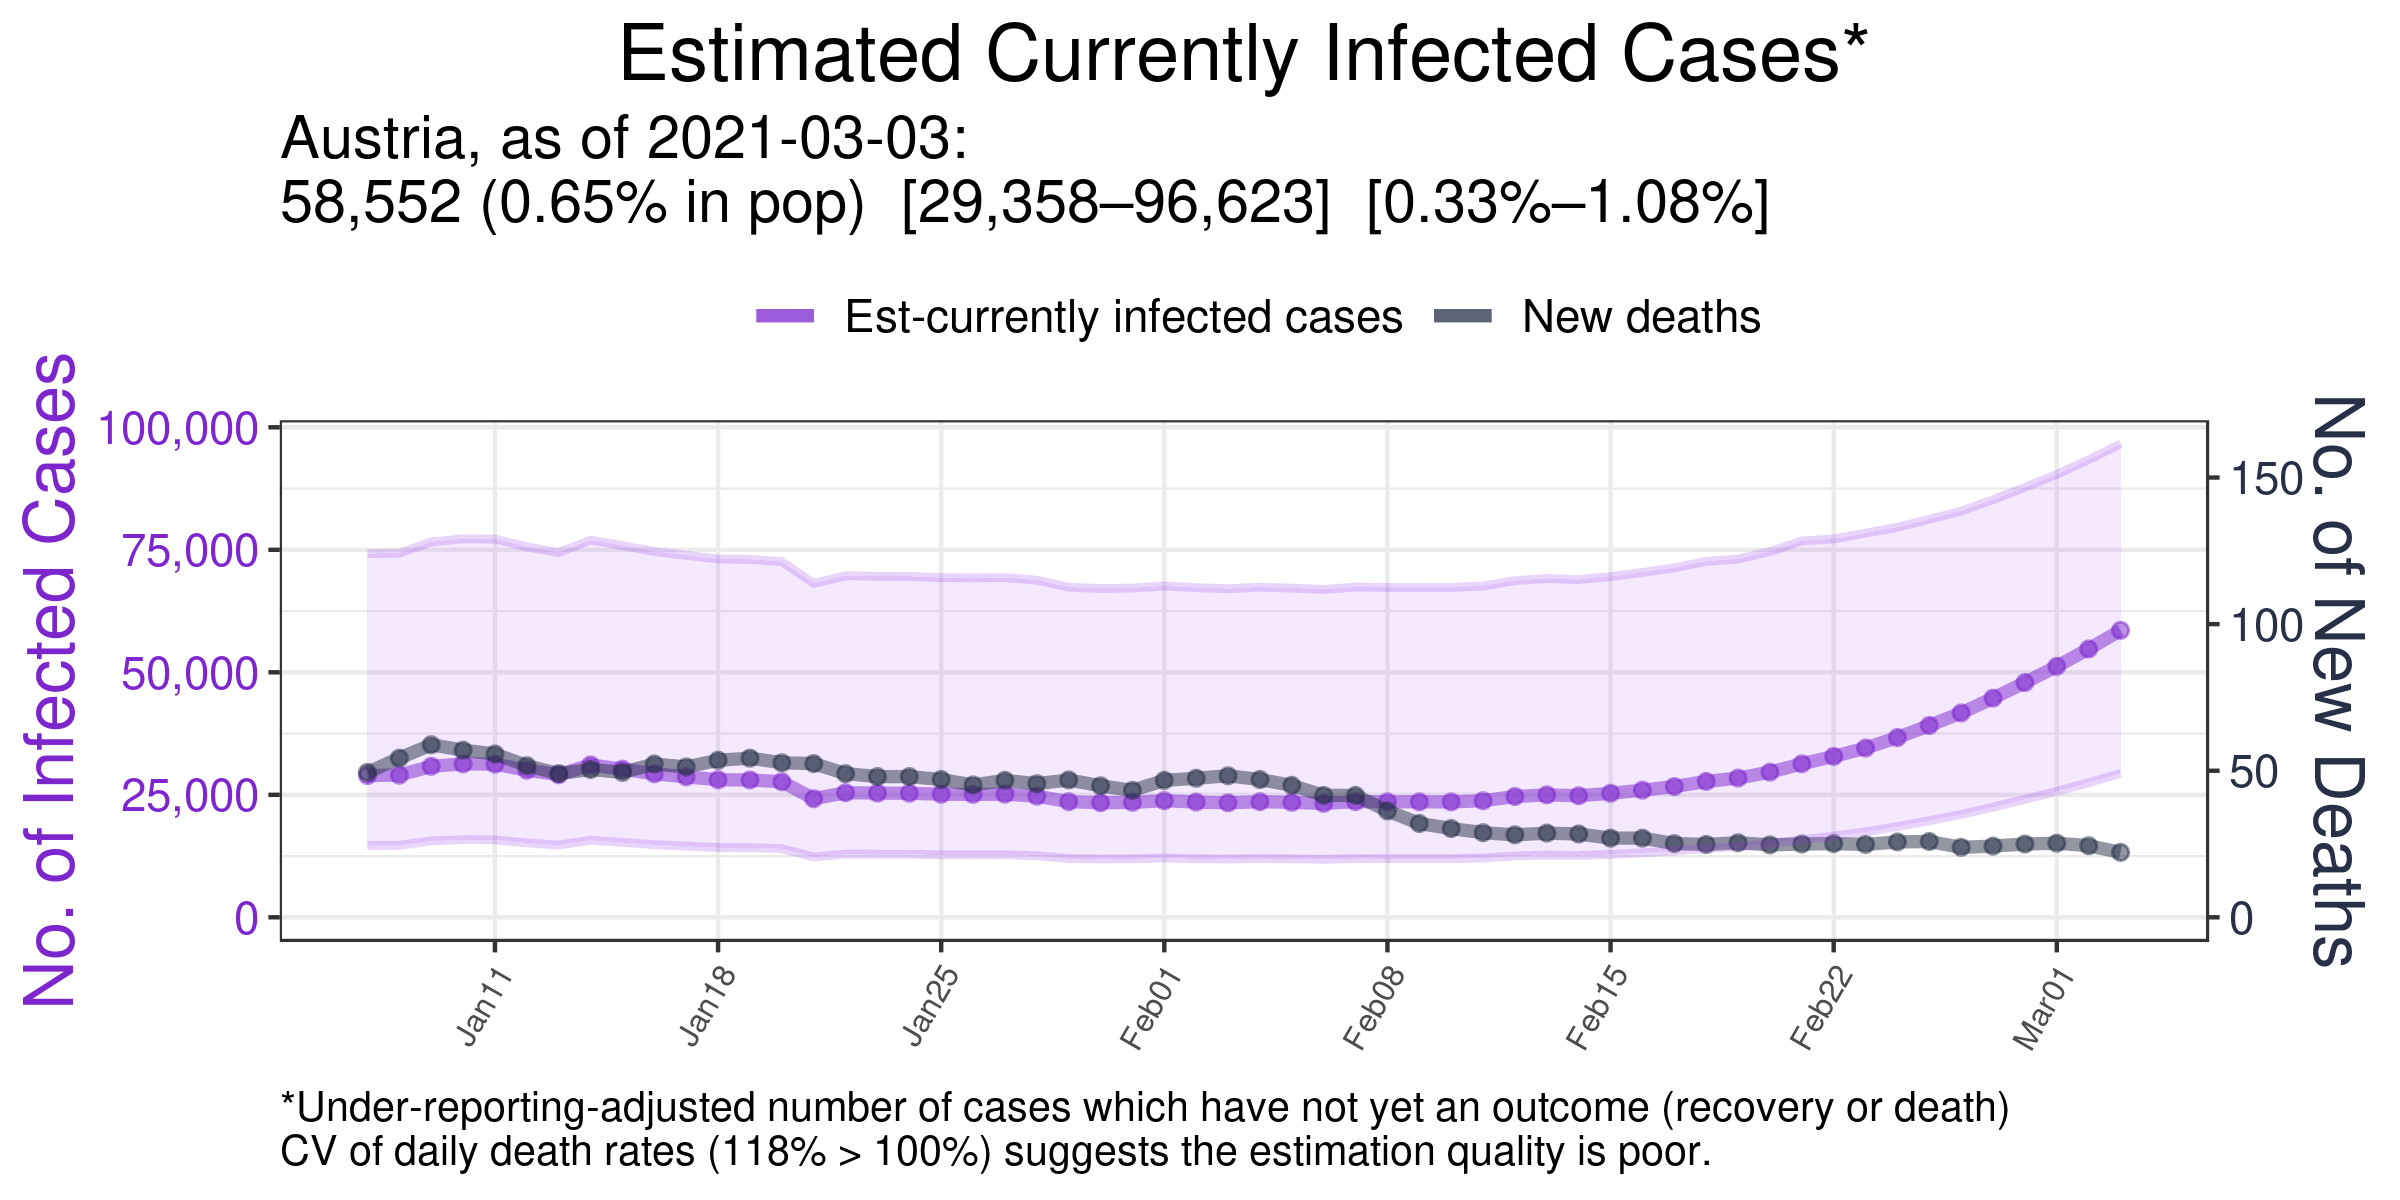 Estimated Currently Infected Cases*
Austria, as of 2021-03-03:
58,552 (0.65% in pop)  [29,358–96,623]  [0.33%–1.08%]
Est-currently infected cases
New deaths
No. of Infected Cases
100,000
75,000
50,000
25,000
0
150
100
50
0
No. of New Deaths
Jan11
Jan18
Jan25
Feb01
Feb08
Feb15
Feb22
Mar01
*Under-reporting-adjusted number of cases which have not yet an outcome (recovery or death)
CV of daily death rates (118% > 100%) suggests the estimation quality is poor.